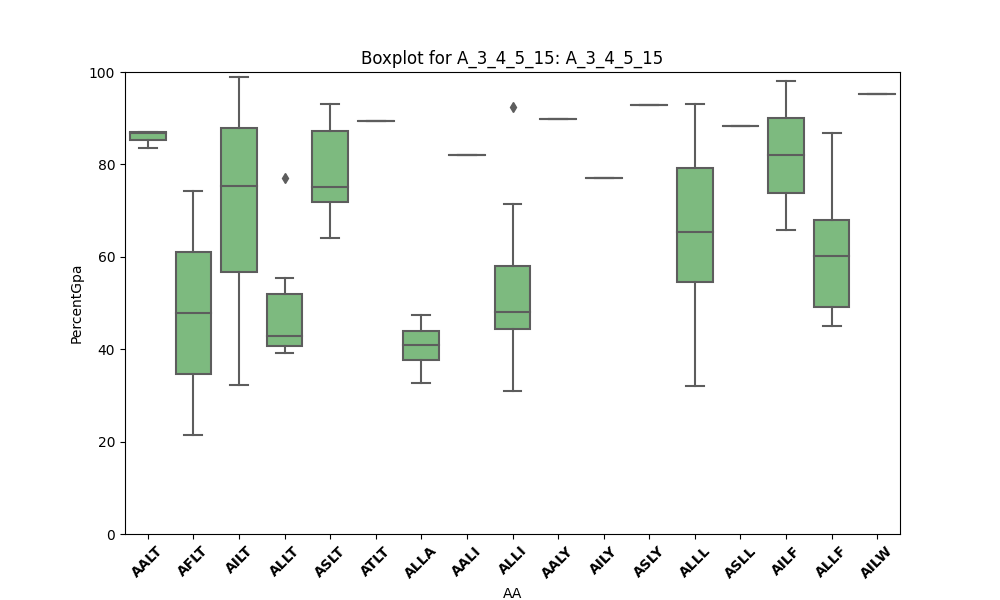 Boxplot for A_3_4_5_15: A_3_4_5_15
PercentGpa
100
80
60
40
20
0
AALT AFLT AILT ALLT ASLT ATLT ALLA AALI ALLI AALY AILY ASLY ALLL ASLL AILF ALLF AILW
AA